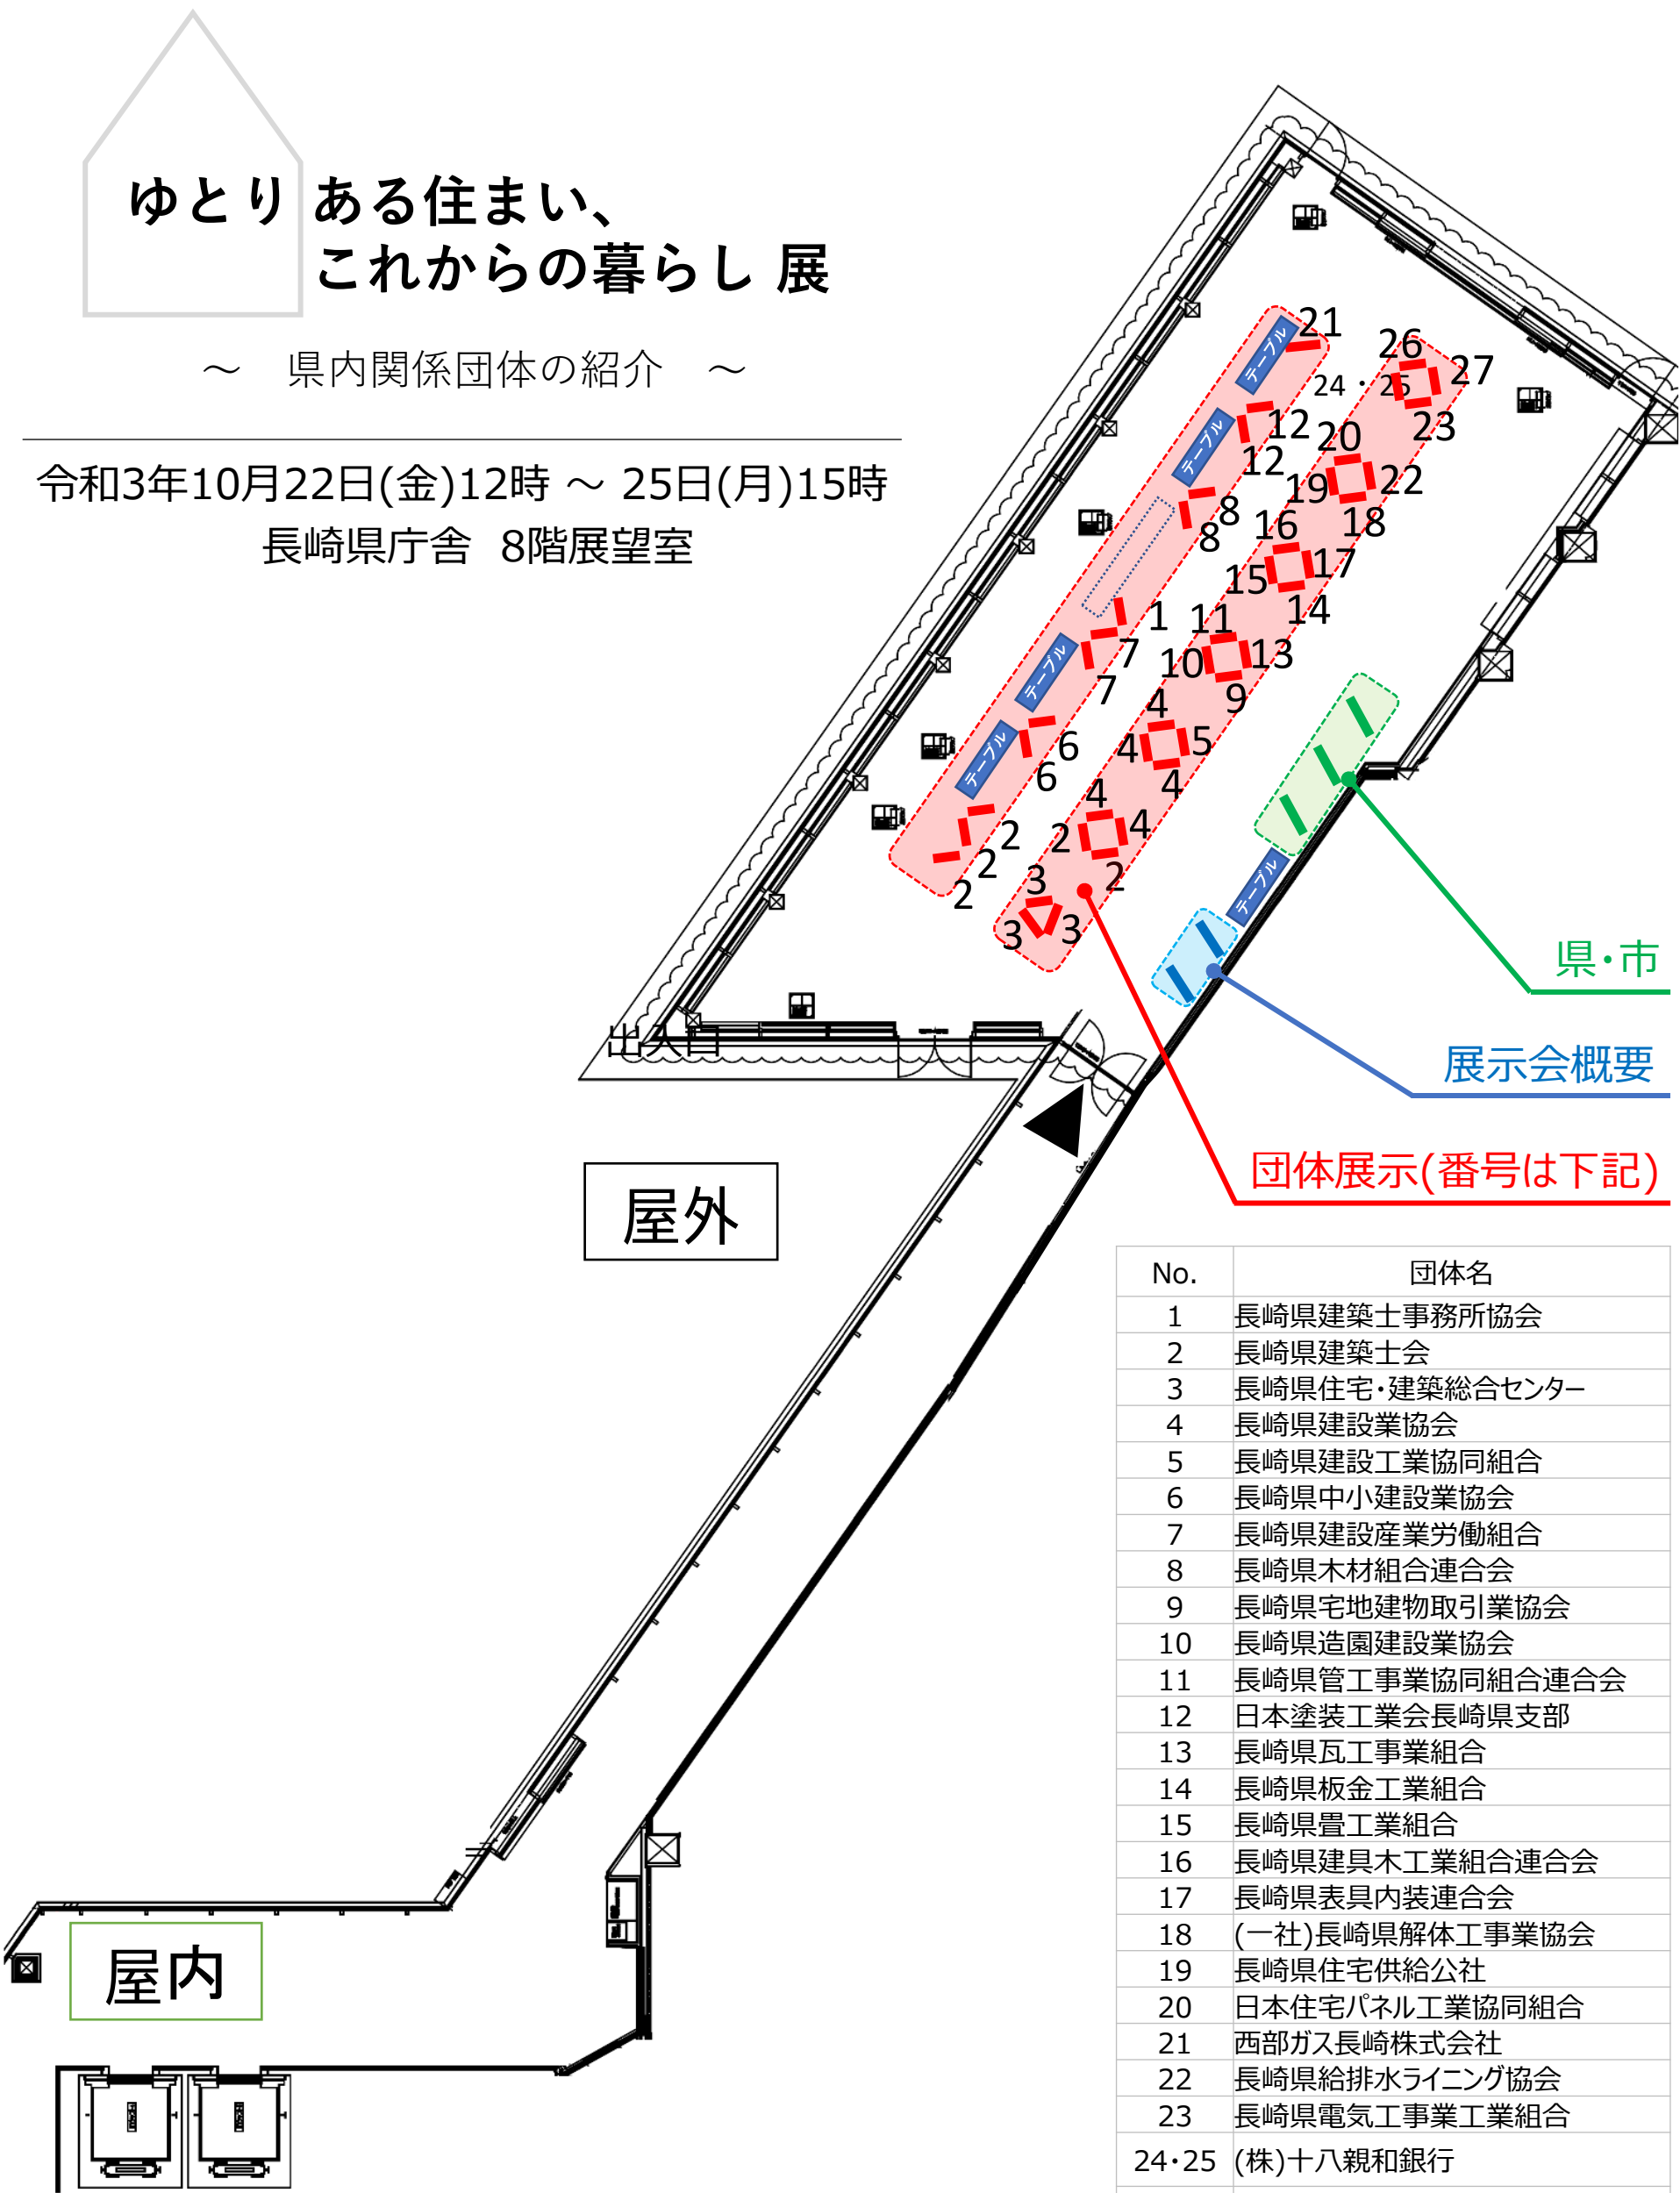 ゆとり ある住まい、
これからの暮らし 展
～　県内関係団体の紹介　～
令和3年10月22日(金)12時 ～ 25日(月)15時
長崎県庁舎 8階展望室
テーブル
21
26
27
24・25
23
テーブル
12
12
20
19
22
18
8
8
16
15
17
14
1
7
7
11
10
13
9
テーブル
6
6
4
4
5
4
テーブル
2
2
2
4
2
4
2
3
3
3
テーブル
県・市
展示会概要
団体展示(番号は下記)
出入口
屋外
屋内
No. 団体名
1 長崎県建築士事務所協会
2 長崎県建築士会
3 長崎県住宅・建築総合センター
4 長崎県建設業協会
5 長崎県建設工業協同組合
6 長崎県中小建設業協会
7 長崎県建設産業労働組合
8 長崎県木材組合連合会
9 長崎県宅地建物取引業協会
10 長崎県造園建設業協会
11 長崎県管工事業協同組合連合会
12 日本塗装工業会長崎県支部
13 長崎県瓦工事業組合
14 長崎県板金工業組合
15 長崎県畳工業組合
16 長崎県建具木工業組合連合会
17 長崎県表具内装連合会
18 (一社)長崎県解体工事業協会
19 長崎県住宅供給公社
20 日本住宅パネル工業協同組合
21 西部ガス長崎株式会社
22 長崎県給排水ライニング協会
23 長崎県電気工事業工業組合
24・25 (株)十八親和銀行